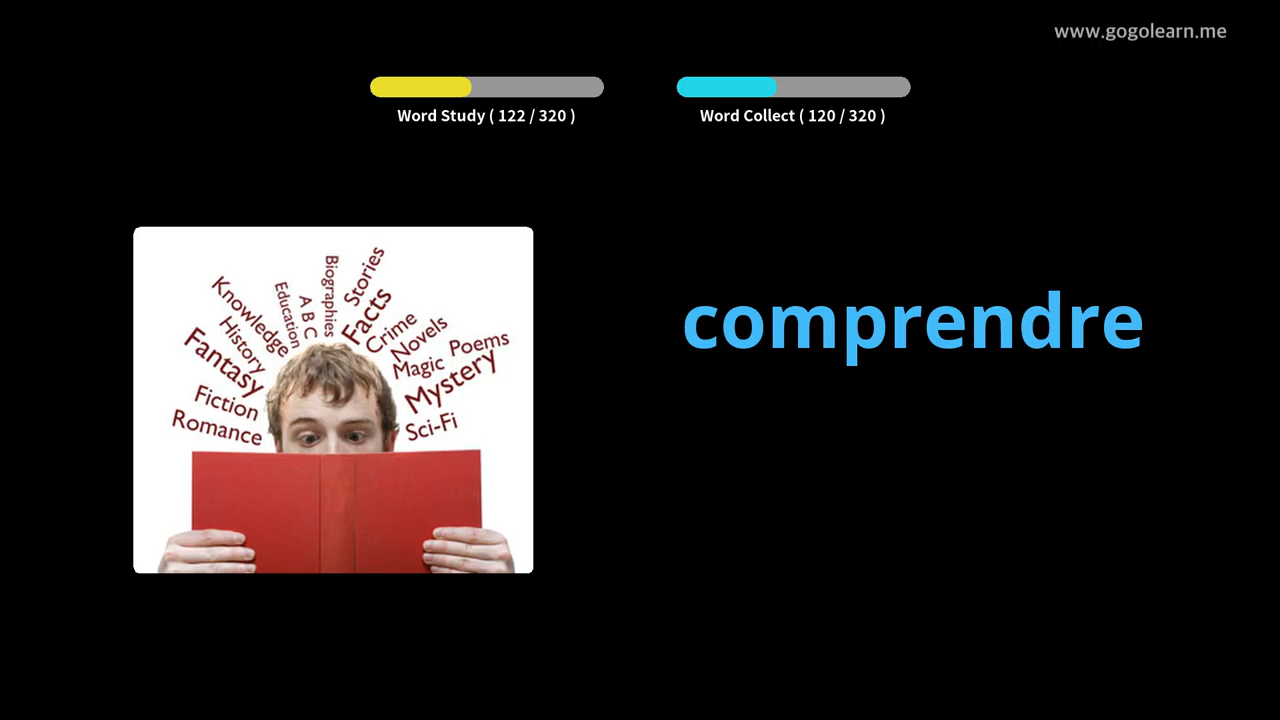 www.gogolearn.me
Word Study ( 122 / 320 )
Word Collect ( 120 / 320 )
comprendre
Knowledge
Education
A B C
Biographies
Stories
Facts
Crime
Novels
Poems
History
Fantasy
Magic
Mystery
Fiction
Romance
Sci-Fi